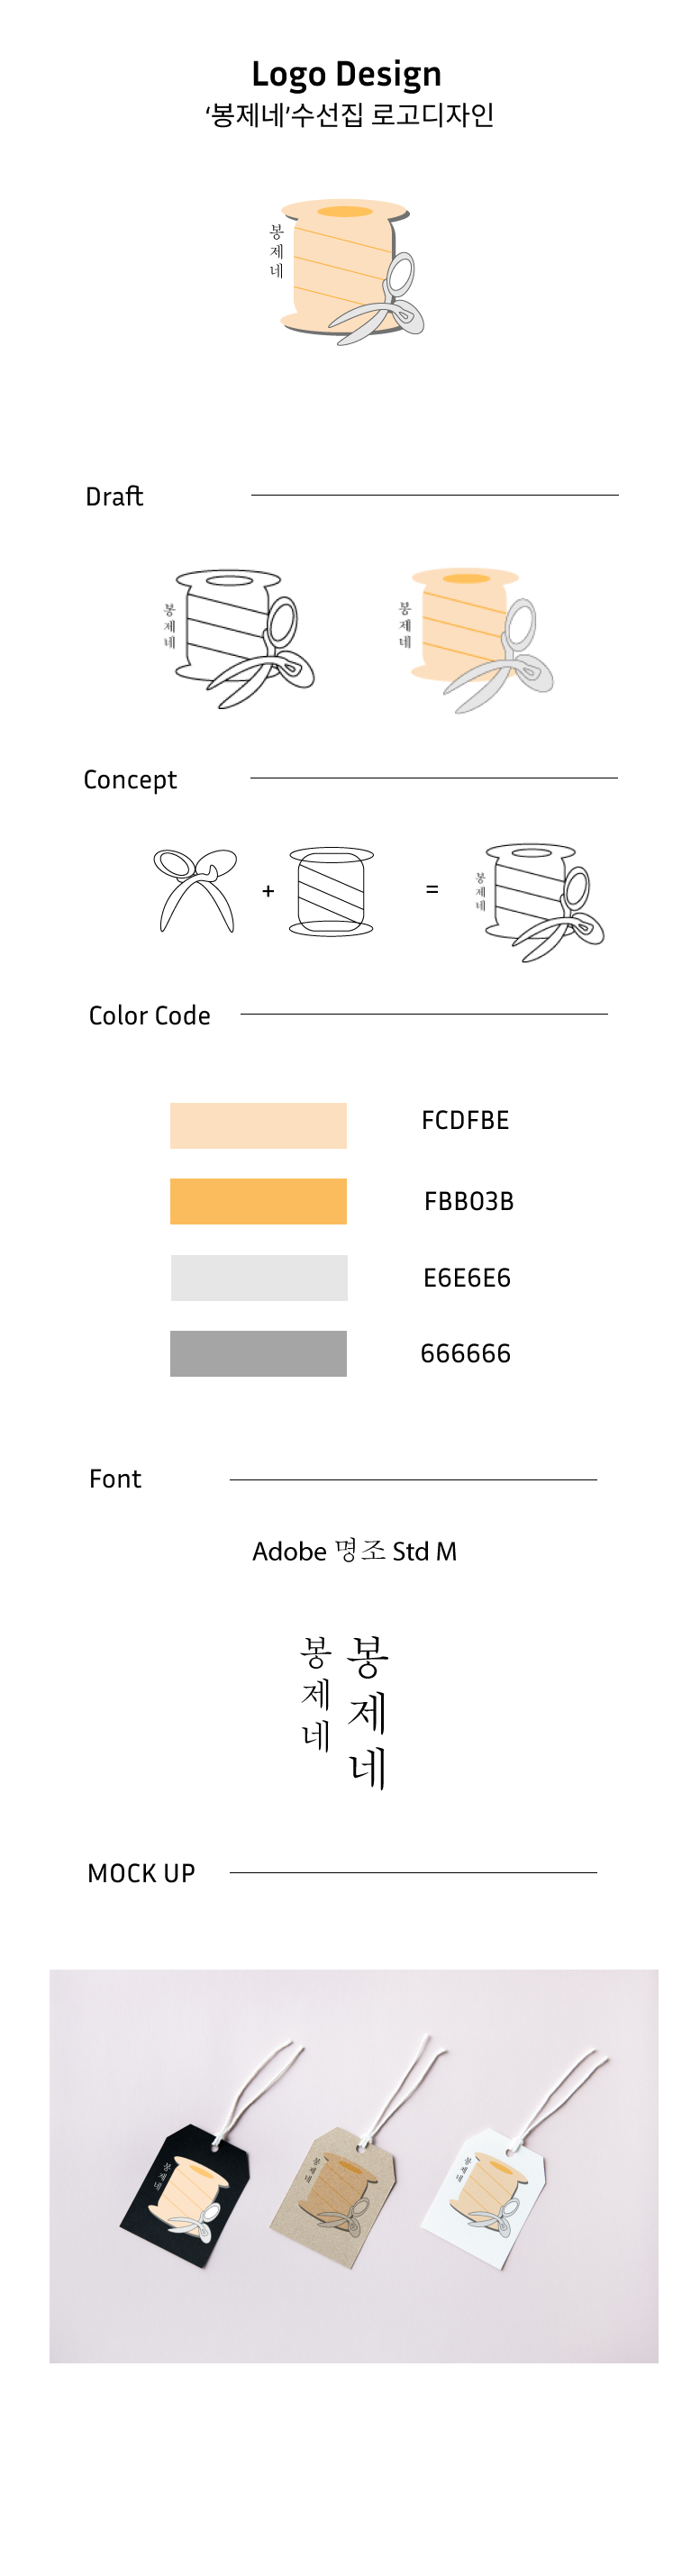 Logo Design
‘봉제네’수선집 로고디자인
봉
제
네
Draft
봉
제
네
봉
제
네
Concept
+
=
봉
제
네
Color Code
FCDFBE
FBB03B
E6E6E6
666666
Font
Adobe 명조 Std M
봉
제
네
봉
제
네
MOCK UP
봉
제
네
봉
제
네
봉
제
네